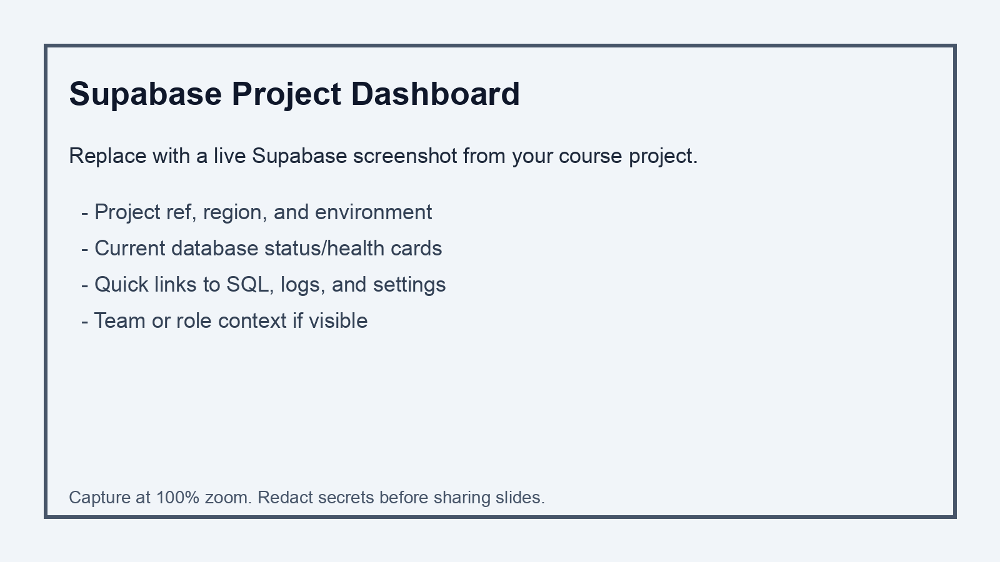 Supabase Project Dashboard
Replace with a live Supabase screenshot from your course project.
- Project ref, region, and environment
- Current database status/health cards
- Quick links to SQL, logs, and settings
- Team or role context if visible
Capture at 100% zoom. Redact secrets before sharing slides.